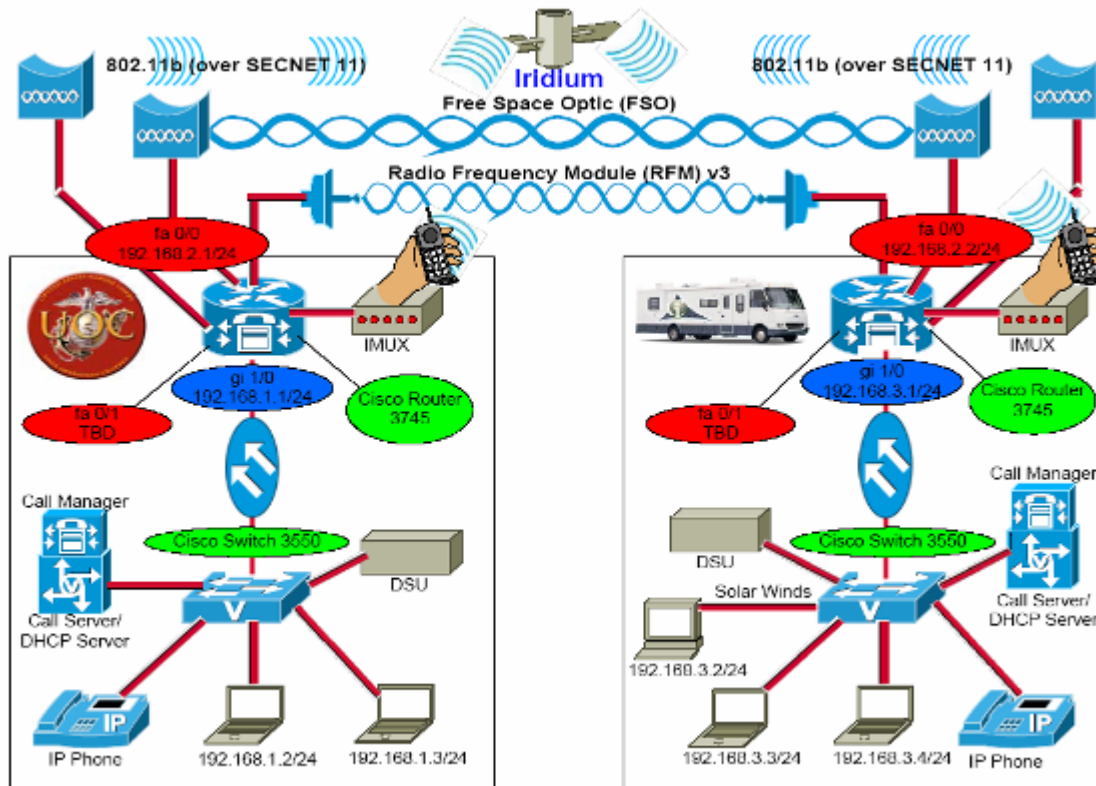 802.11b (over SECNET 11)
Iridium
802.11b (over SECNET 11)
Free Space Optic (FSO)
Radio Frequency Module (RFM) v3
fa 0/0
192.168.2.1/24
fa 0/0
192.168.2.2/24
UOC
IMUX
IMUX
gi 1/0
192.168.1.1/24
Cisco Router
3745
fa 0/1
TBD
gi 1/0
192.168.3.1/24
Cisco Router
3745
fa 0/1
TBD
Call Manager
Cisco Switch 3550
DSU
V
Call Server/
DHCP Server
IP
IP Phone
192.168.1.2/24
192.168.1.3/24
Call Manager
Cisco Switch 3550
DSU
Solar Winds
V
Call Server/
DHCP Server
192.168.3.2/24
192.168.3.3/24
192.168.3.4/24
IP
IP Phone